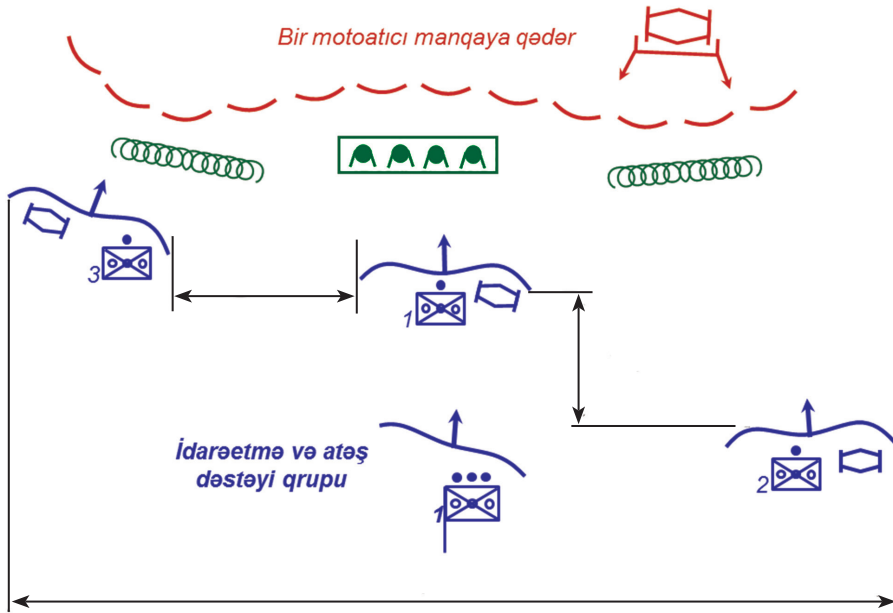 Bir motoatıcı manqaya qədər
3
1
İdarəetmə və atəş
dəstəyi qrupu
1
2